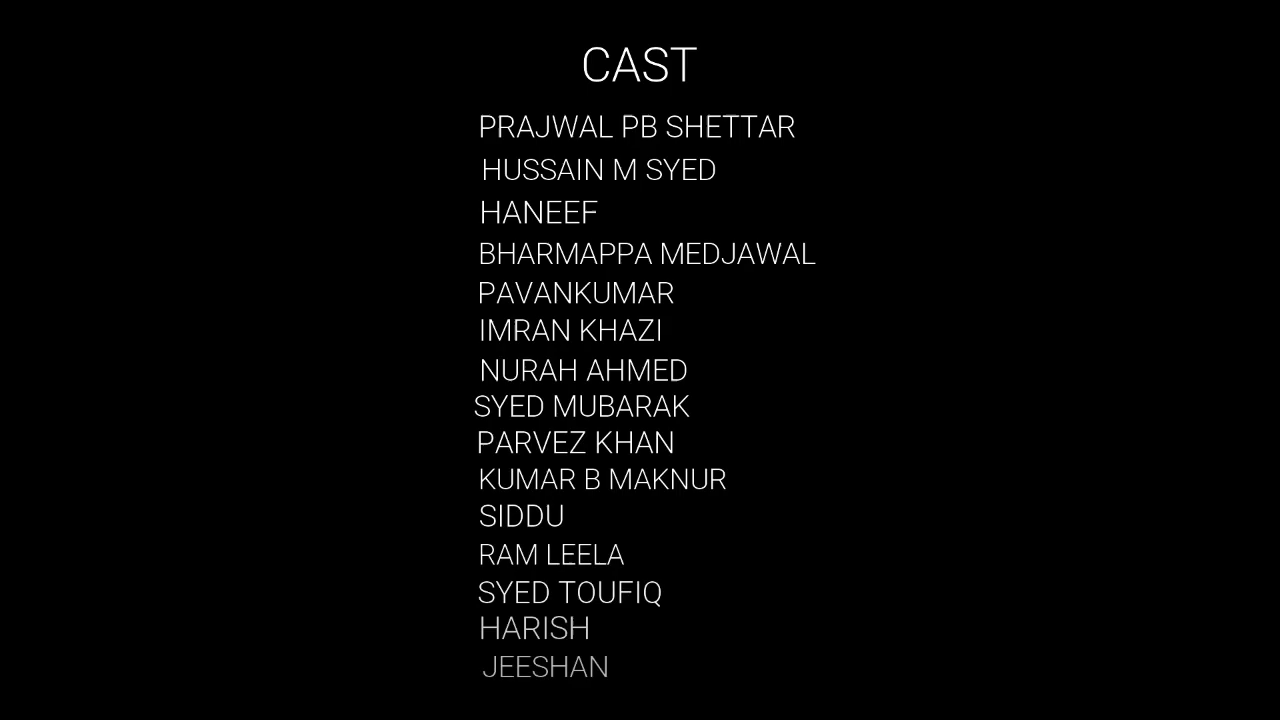 CAST
PRAJWAL PB SHETTAR
HUSSAIN M SYED
HANEEF
BHARMAPPA MEDJAWAL
PAVANKUMAR
IMRAN KHAZI
NURAH AHMED
SYED MUBARAK
PARVEZ KHAN
KUMAR B MAKNUR
SIDDU
RAM LEELA
SYED TOUFIQ
HARISH
JEESHAN